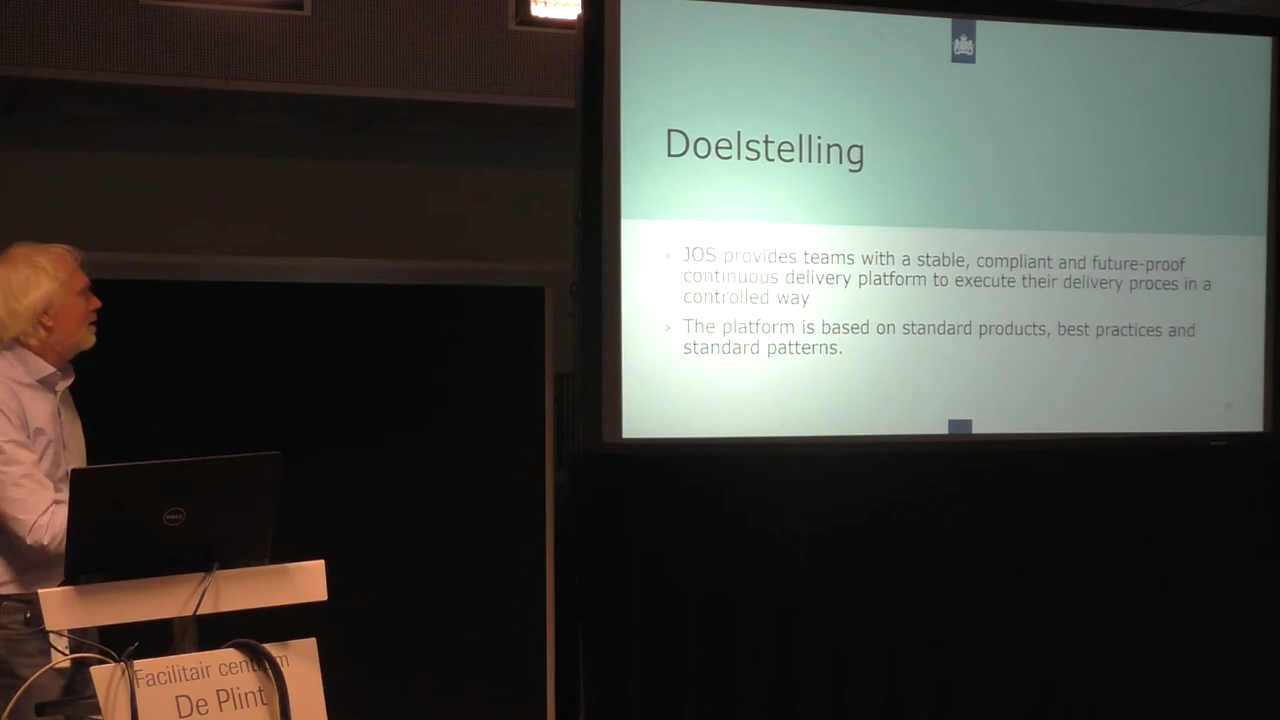 Doelstelling
› JOS provides teams with a stable, compliant and future-proof
continuous delivery platform to execute their delivery proces in a
controlled way
› The platform is based on standard products, best practices and
standard patterns.
DELL
Facilitair centrum
De Plint